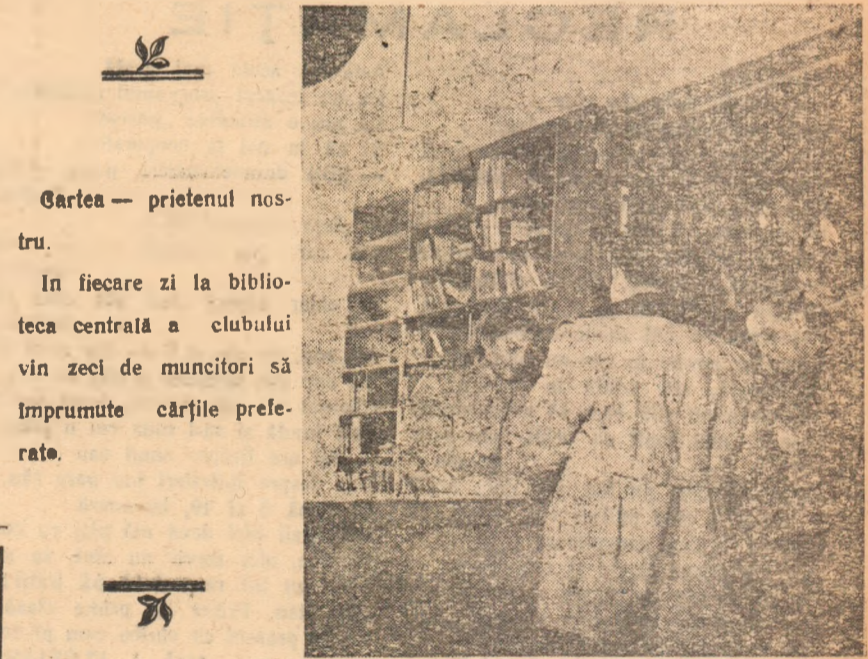 Cartea — prietenul nos-
tru.
In fiecare zi la biblio-
teca centrală a clubului
vin zeci de muncitori să
împrumute cărțile prefe-
rate.